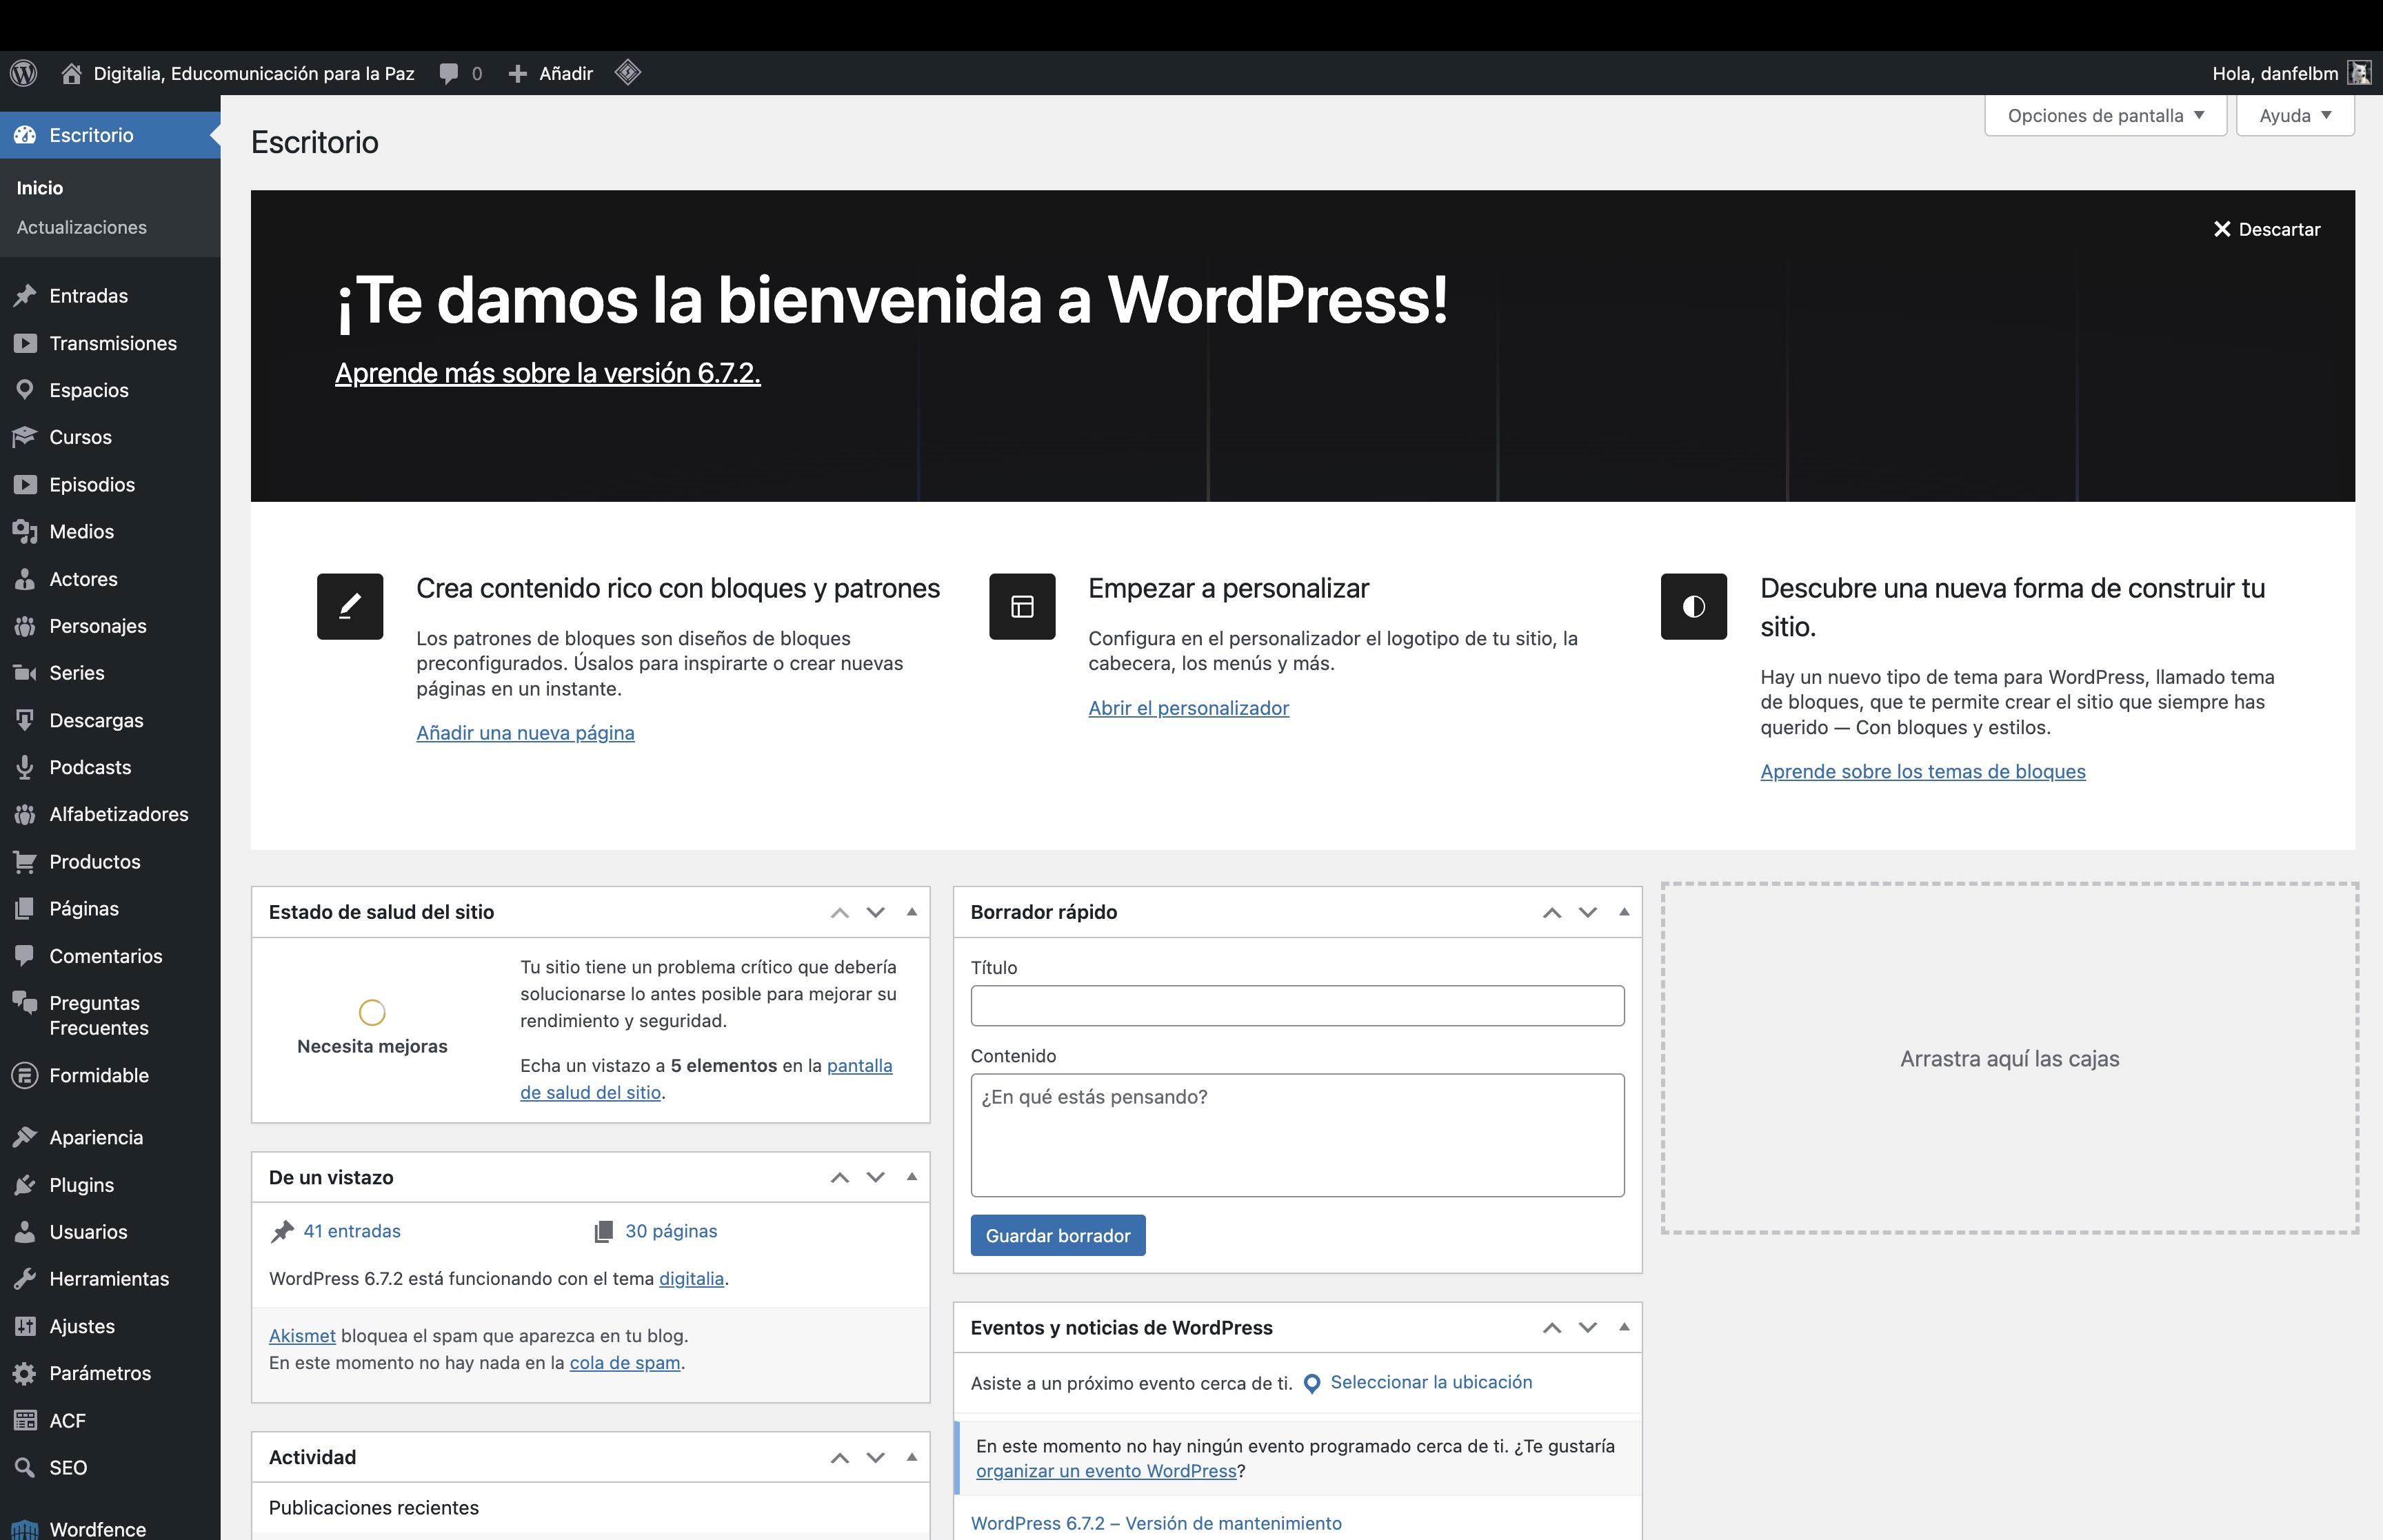 Digitalia, Educomunicación para la Paz
0
Añadir
Hola, danfelbm
Escritorio
Inicio
Actualizaciones
Entradas
Transmisiones
Espacios
Cursos
Episodios
Medios
Actores
Personajes
Series
Descargas
Podcasts
Alfabetizadores
Productos
Páginas
Comentarios
Preguntas
Frecuentes
Formidable
Apariencia
Plugins
Usuarios
Herramientas
Ajustes
Parámetros
ACF
SEO
Wordfence
Escritorio
Opciones de pantalla
Ayuda
Descartar
¡Te damos la bienvenida a WordPress!
Aprende más sobre la versión 6.7.2.
Crea contenido rico con bloques y patrones
Los patrones de bloques son diseños de bloques
preconfigurados. Úsalos para inspirarte o crear nuevas
páginas en un instante.
Añadir una nueva página
Empezar a personalizar
Configura en el personalizador el logotipo de tu sitio, la
cabecera, los menús y más.
Abrir el personalizador
Descubre una nueva forma de construir tu
sitio.
Hay un nuevo tipo de tema para WordPress, llamado tema
de bloques, que te permite crear el sitio que siempre has
querido — Con bloques y estilos.
Aprende sobre los temas de bloques
Estado de salud del sitio
Necesita mejoras
Tu sitio tiene un problema crítico que debería
solucionarse lo antes posible para mejorar su
rendimiento y seguridad.
Echa un vistazo a 5 elementos en la pantalla
de salud del sitio.
De un vistazo
41 entradas
30 páginas
WordPress 6.7.2 está funcionando con el tema digitalia.
Akismet bloquea el spam que aparezca en tu blog.
En este momento no hay nada en la cola de spam.
Actividad
Publicaciones recientes
Borrador rápido
Título
Contenido
¿En qué estás pensando?
Guardar borrador
Eventos y noticias de WordPress
Asiste a un próximo evento cerca de ti.
Seleccionar la ubicación
En este momento no hay ningún evento programado cerca de ti. ¿Te gustaría
organizar un evento WordPress?
WordPress 6.7.2 – Versión de mantenimiento
Arrastra aquí las cajas